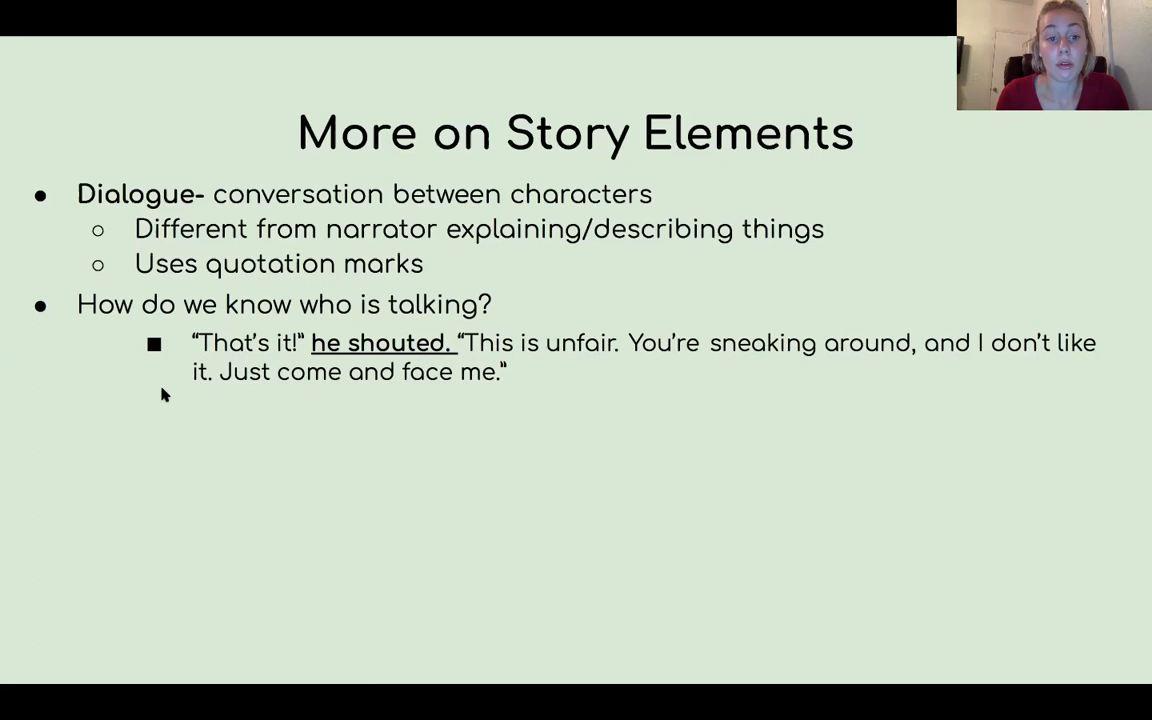 More on Story Elements
● Dialogue- conversation between characters
○ Different from narrator explaining/describing things
○ Uses quotation marks
● How do we know who is talking?
■ “That’s it!” he shouted. “This is unfair. You’re sneaking around, and I don’t like
it. Just come and face me.”